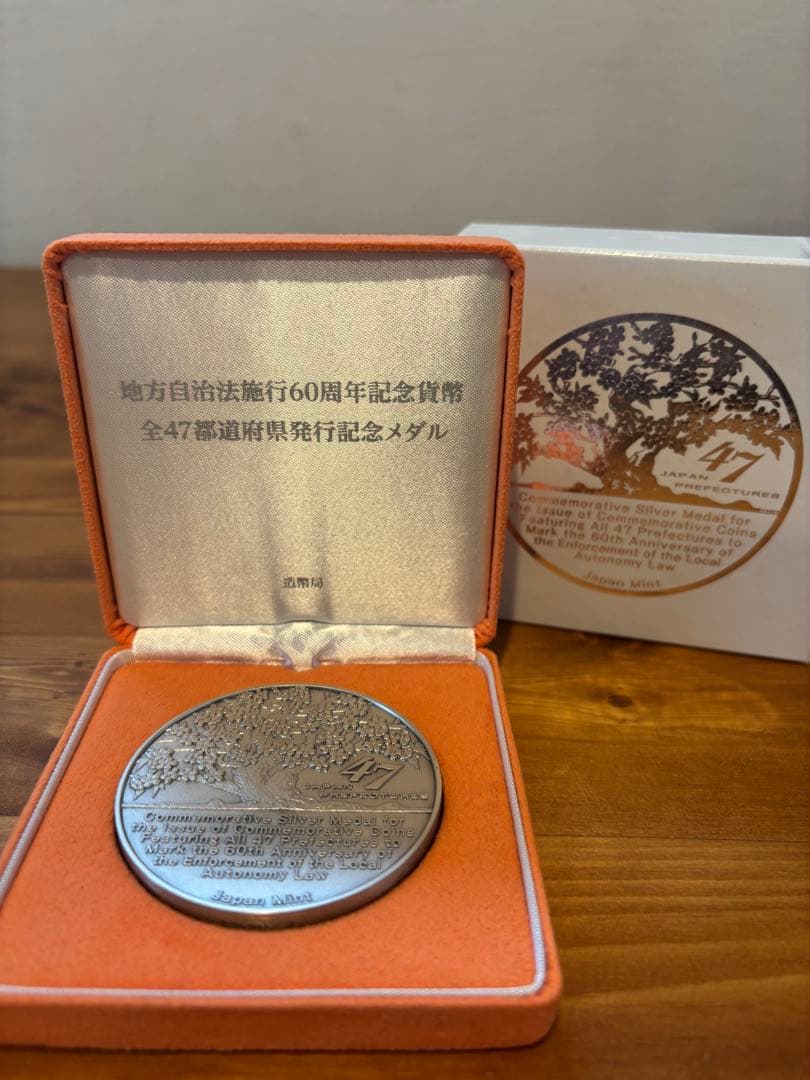 地方自治法施行60周年記念貨幣
全47都道府県発行記念メダル
造幣局
47
JAPAN
PREFECTURES
Commemorative Silver Medal for
the Issue of Commemorative Coins
Featuring All 47 Prefectures to
Mark the 60th Anniversary of
the Enforcement of the Local
Autonomy Law
Japan Mint
47
JAPAN
PREFECTURES
Commemorative Silver Medal for
the Issue of Commemorative Coins
Featuring All 47 Prefectures to
Mark the 60th Anniversary of
the Enforcement of the Local
Autonomy Law
Japan Mint